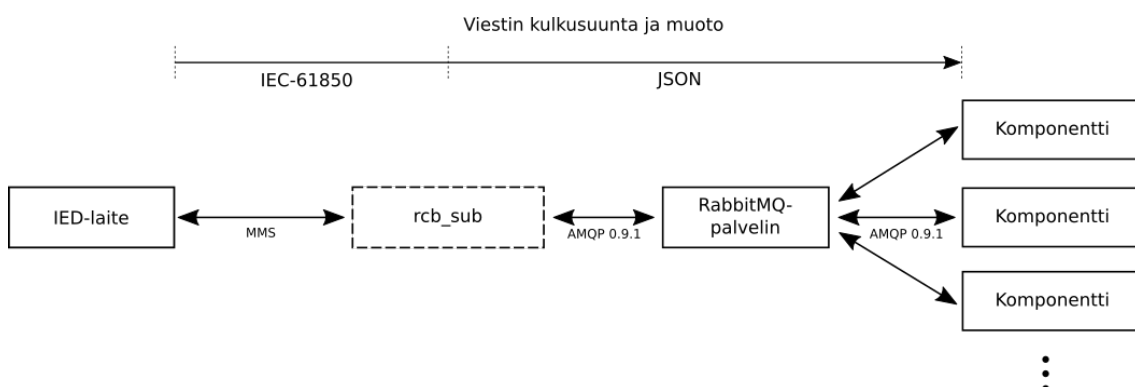 Viestin kulkusuunta ja muoto
IEC-61850
JSON
Komponentti
IED-laite
MMS
rcb_sub
AMQP 0.9.1
RabbitMQ-
palvelin
AMQP 0.9.1
Komponentti
Komponentti